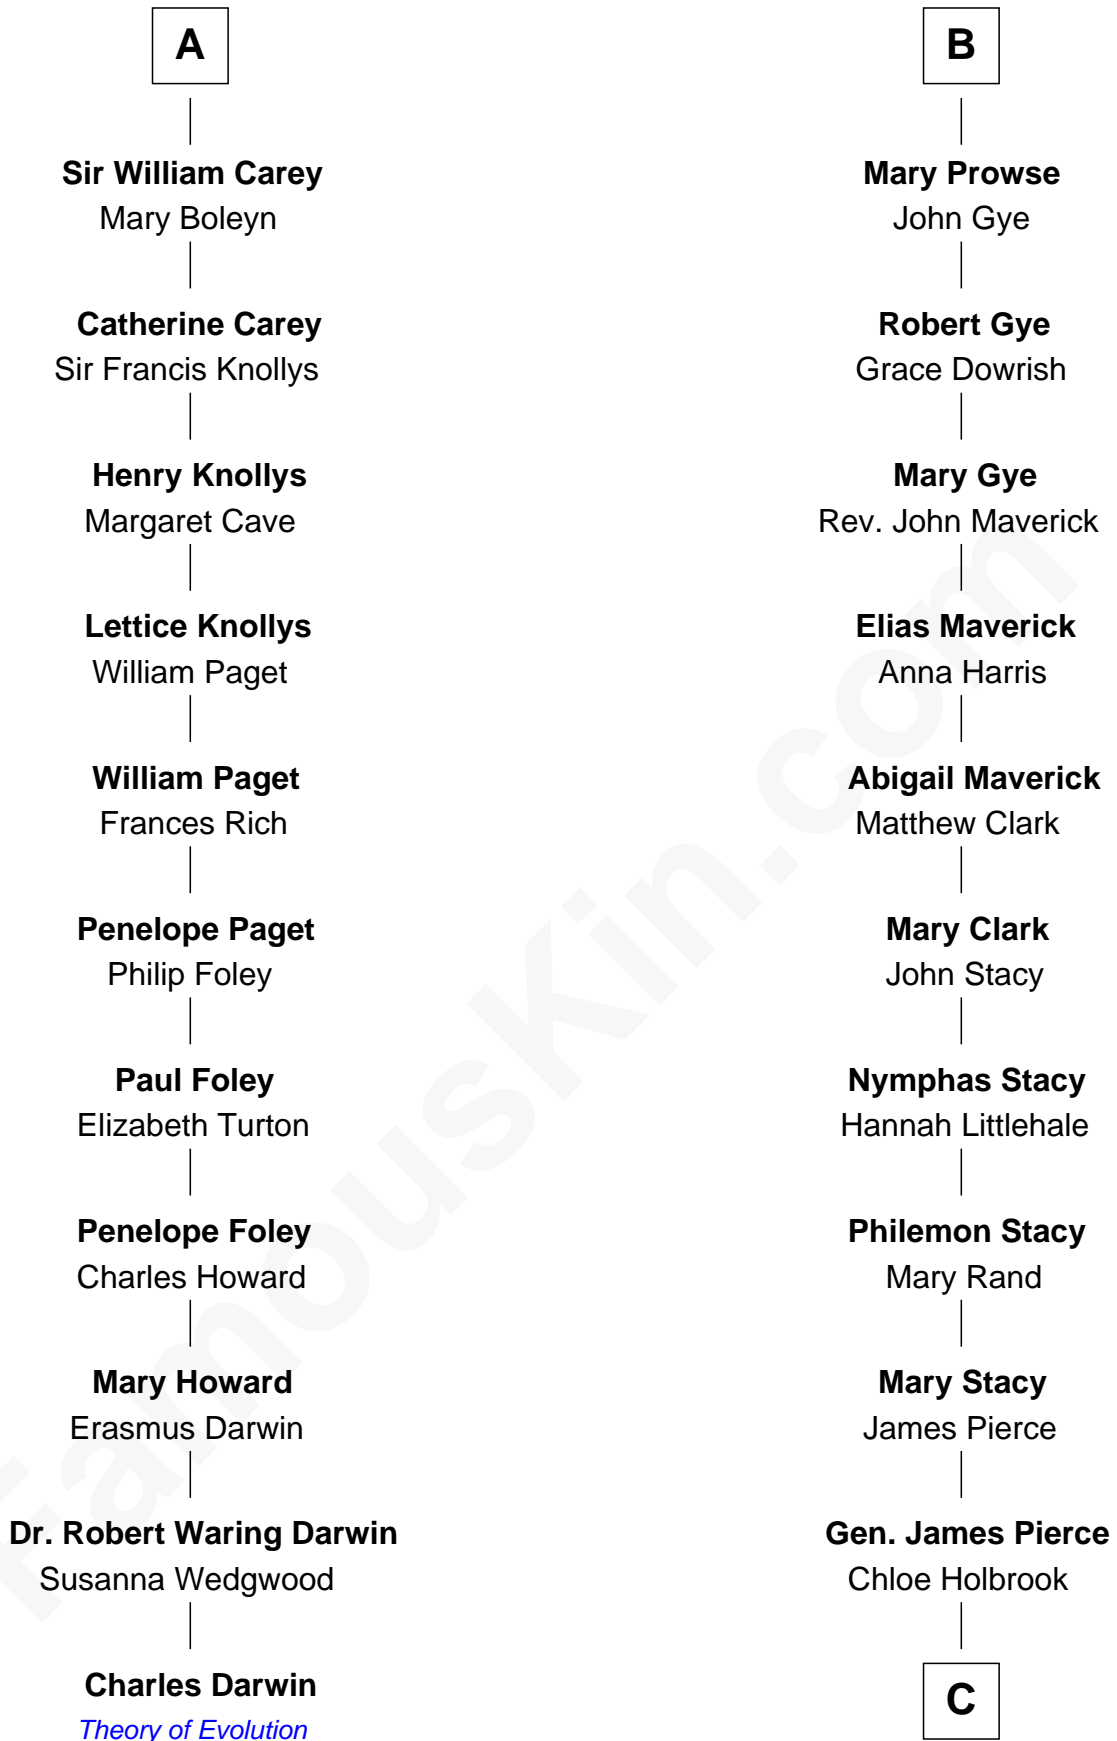 A
Sir William Carey
Mary Boleyn
Catherine Carey
Sir Francis Knollys
Henry Knollys
Margaret Cave
Lettice Knollys
William Paget
William Paget
Frances Rich
Penelope Paget
Philip Foley
Paul Foley
Elizabeth Turton
Penelope Foley
Charles Howard
Mary Howard
Erasmus Darwin
Dr. Robert Waring Darwin
Susanna Wedgwood
Charles Darwin
Theory of Evolution
B
Mary Prowse
John Gye
Robert Gye
Grace Dowrish
Mary Gye
Rev. John Maverick
Elias Maverick
Anna Harris
Abigail Maverick
Matthew Clark
Mary Clark
John Stacy
Nymphas Stacy
Hannah Littlehale
Philemon Stacy
Mary Rand
Mary Stacy
James Pierce
Gen. James Pierce
Chloe Holbrook
C
FamousKin.com